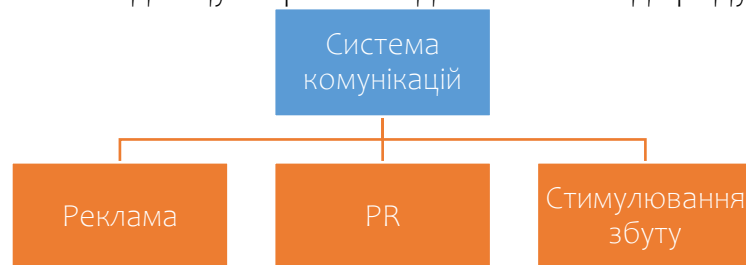 Система
комунікацій
Реклама
PR
Стимулювання
збуту